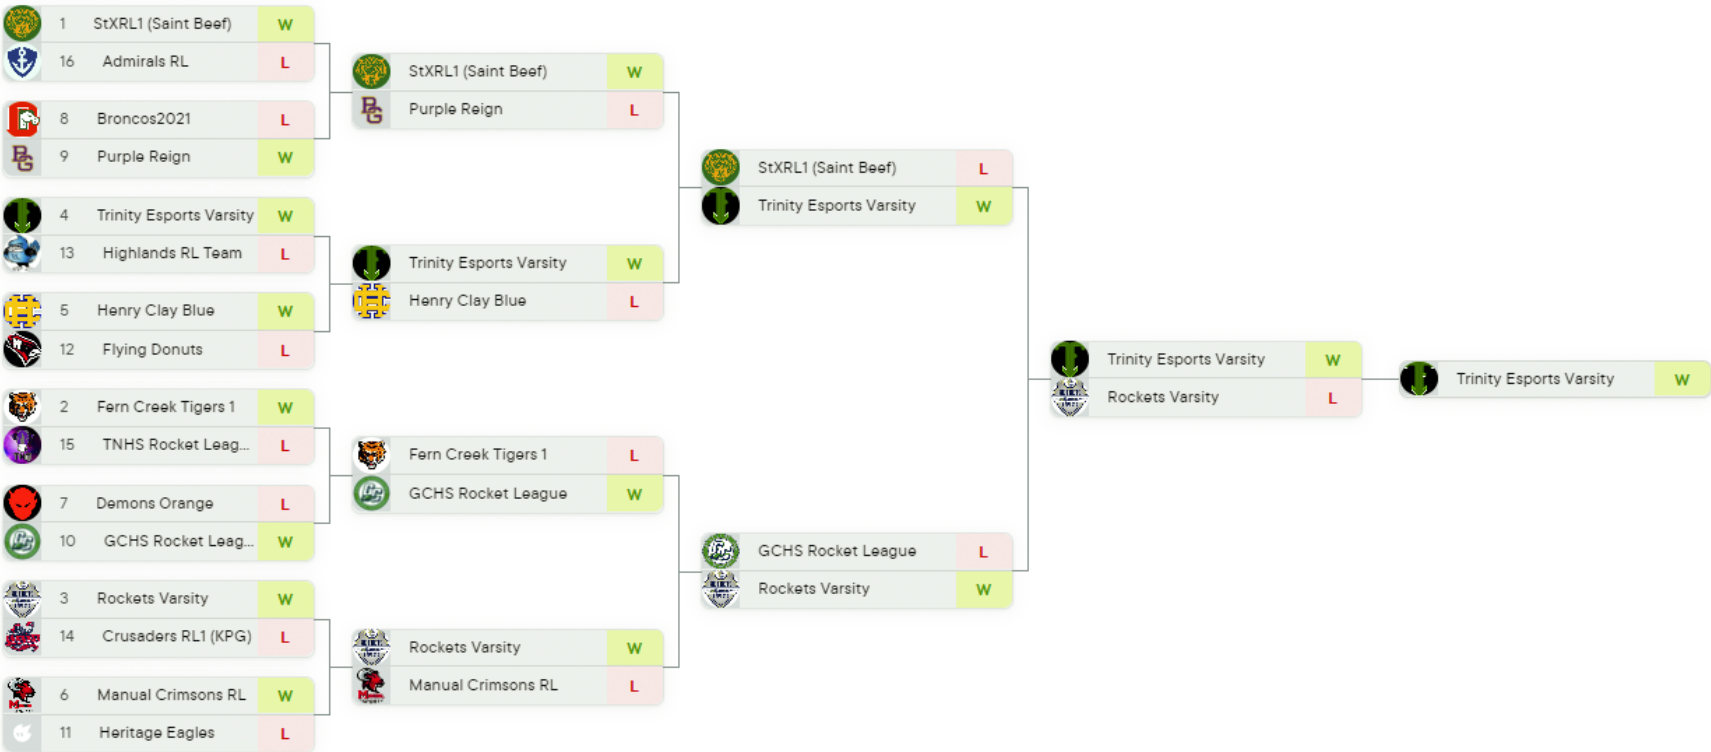 1 StXRL1 (Saint Beef) W
16 Admirals RL L
8 Broncos2021 L
9 Purple Reign W
4 Trinity Esports Varsity W
13 Highlands RL Team L
5 Henry Clay Blue W
12 Flying Donuts L
2 Fern Creek Tigers 1 W
15 TNHS Rocket Leag... L
7 Demons Orange L
10 GCHS Rocket Leag... W
3 Rockets Varsity W
14 Crusaders RL1 (KPG) L
6 Manual Crimsons RL W
11 Heritage Eagles L
StXRL1 (Saint Beef) W
Purple Reign L
Trinity Esports Varsity W
Henry Clay Blue L
Fern Creek Tigers 1 L
GCHS Rocket League W
Rockets Varsity W
Manual Crimsons RL L
StXRL1 (Saint Beef) L
Trinity Esports Varsity W
GCHS Rocket League L
Rockets Varsity W
Trinity Esports Varsity W
Rockets Varsity L
Trinity Esports Varsity W